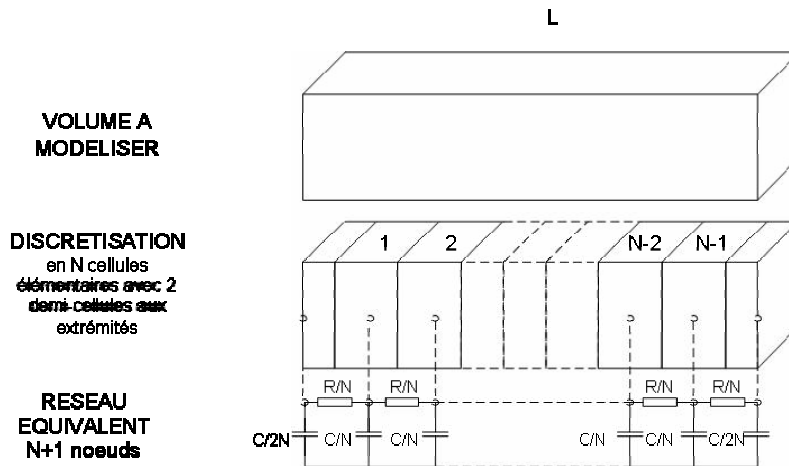 L
VOLUME A
MODELISER
DISCRETISATION
en N cellules
élémentaires avec 2
demi-cellules aux
extrémités
1 2 N-2 N-1
RESEAU
EQUIVALENT
N+1 noeuds
R/N R/N R/N R/N
C/2N C/N C/N C/N C/N C/2N